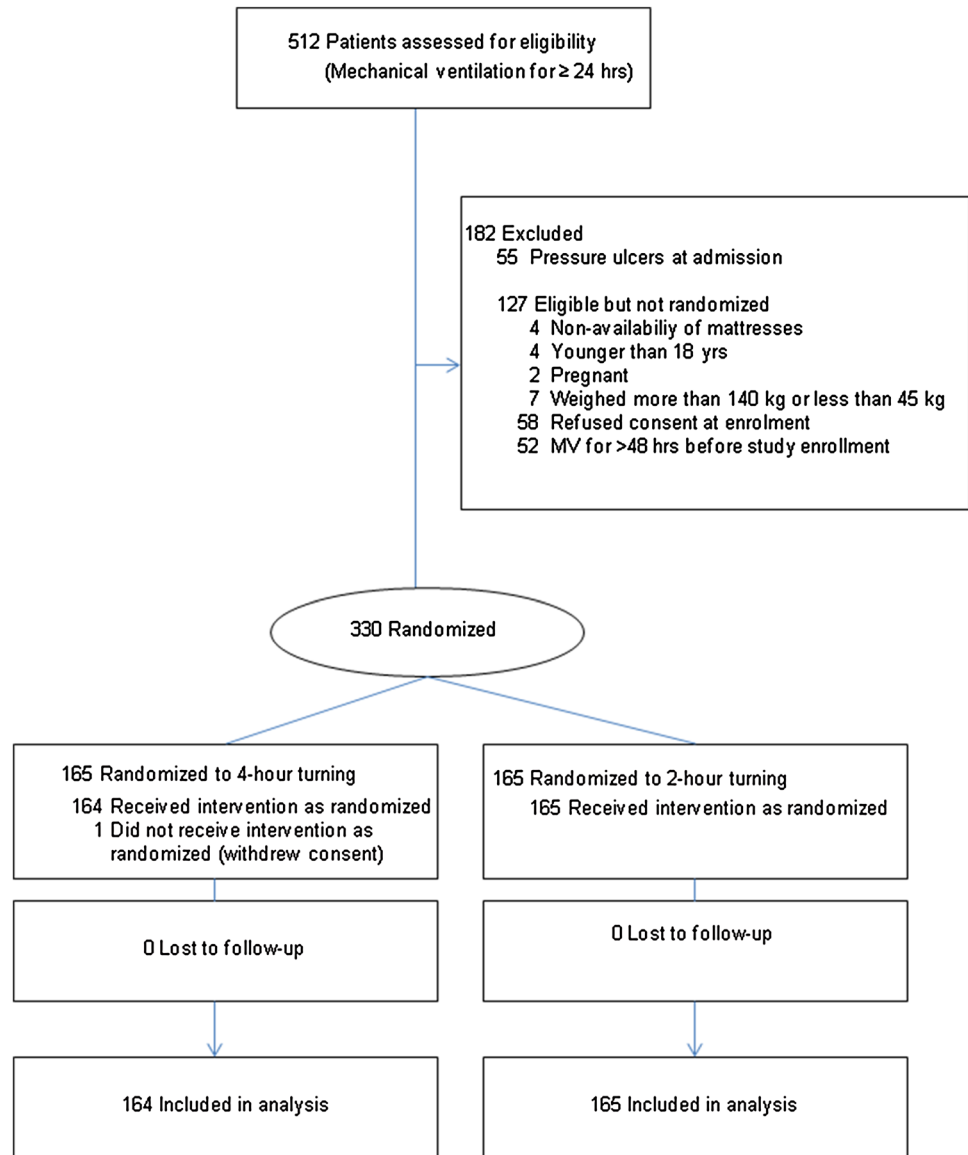 512 Patients assessed for eligibility
(Mechanical ventilation for ≥ 24 hrs)
182 Excluded
55 Pressure ulcers at admission
127 Eligible but not randomized
4 Non-availabiliy of mattresses
4 Younger than 18 yrs
2 Pregnant
7 Weighed more than 140 kg or less than 45 kg
58 Refused consent at enrolment
52 MV for >48 hrs before study enrollment
330 Randomized
165 Randomized to 4-hour turning
164 Received intervention as randomized
1 Did not receive intervention as
randomized (withdrew consent)
165 Randomized to 2-hour turning
165 Received intervention as randomized
0 Lost to follow-up
0 Lost to follow-up
164 Included in analysis
165 Included in analysis